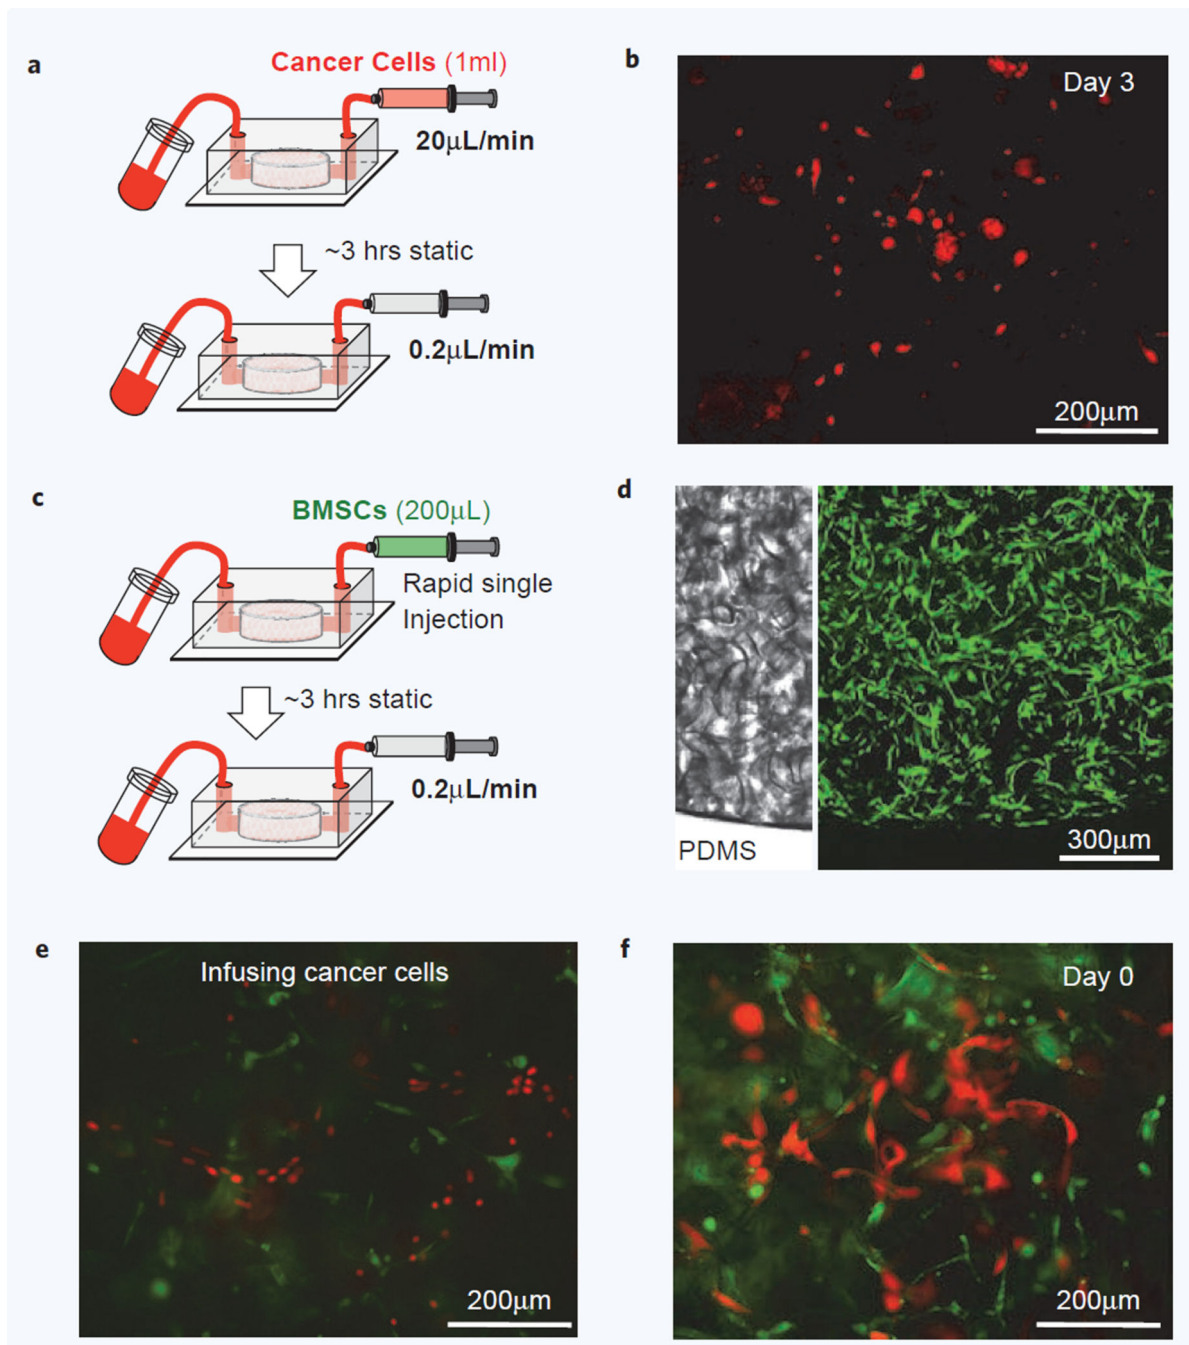 a
Cancer Cells (1ml)
20μL/min
~3 hrs static
0.2μL/min
b
Day 3
200μm
c
BMSCs (200μL)
Rapid single
Injection
~3 hrs static
0.2μL/min
d
PDMS
300μm
e
Infusing cancer cells
200μm
f
Day 0
200μm